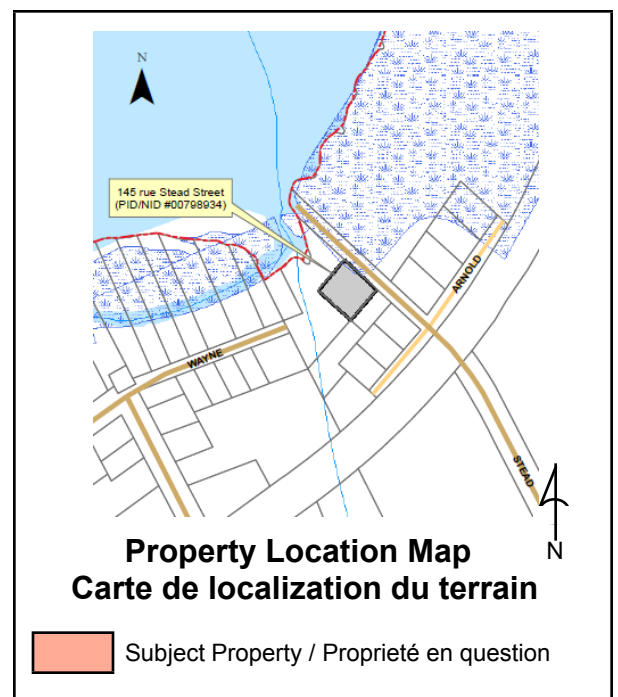 N
145 rue Stead Street
(PID/NID #00798934)
ARNOLD
WAYNE
STEAD
N
Property Location Map
Carte de localization du terrain
Subject Property / Proprieté en question